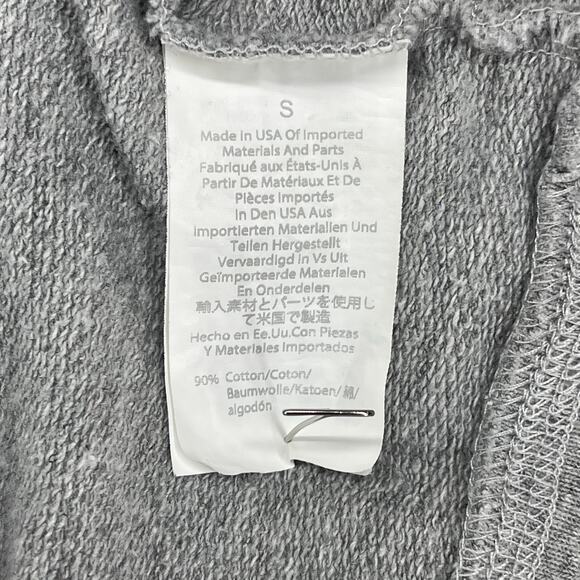 S
Made in USA Of Imported
Materials And Parts
Fabriqué aux États-Unis À
Partir De Matériaux Et De
Pièces Importés
In Den USA Aus
Importierten Materialien Und
Teilen Hergestellt
Vervaardigd in Vs Uit
Geïmporteerde Materialen
En Onderdelen
輸入素材とパーツを使用し
て米国で製造
Hecho en Ee.Uu.Con Piezas
Y Materiales Importados
90% Cotton/Coton/
Baumwolle/Katoen/綿/
algodón